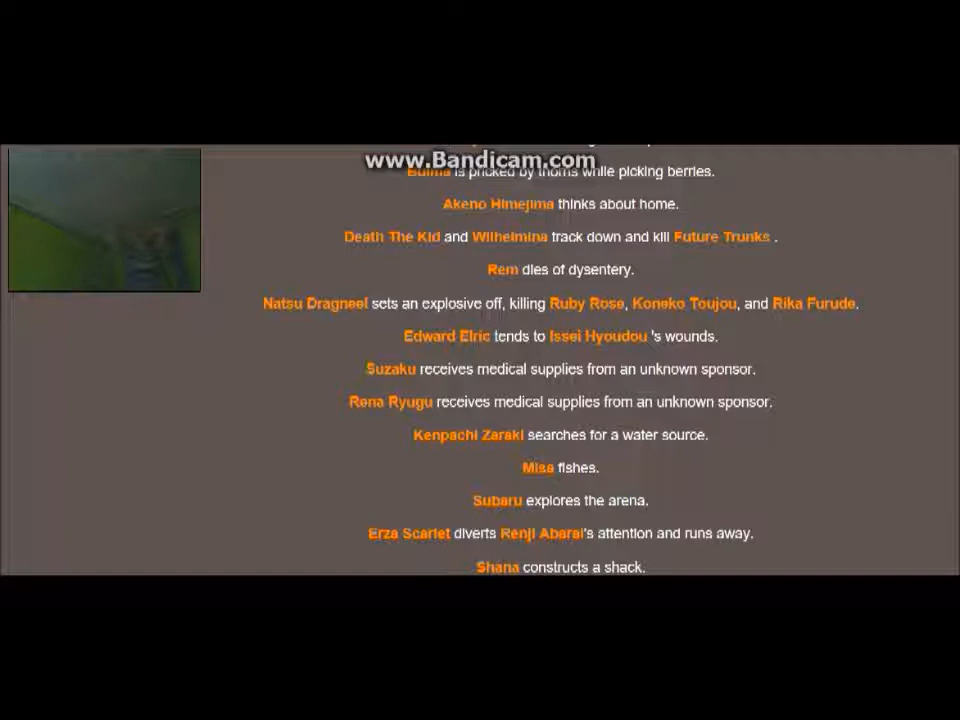 www.Bandicam.com
Bulma is pricked by thorns while picking berries.
Akeno Himejima thinks about home.
Death The Kid and Wilhelmina track down and kill Future Trunks .
Rem dies of dysentery.
Natsu Dragneel sets an explosive off, killing Ruby Rose, Koneko Toujou, and Rika Furude.
Edward Elric tends to Issei Hyoudou 's wounds.
Suzaku receives medical supplies from an unknown sponsor.
Rena Ryugu receives medical supplies from an unknown sponsor.
Kenpachi Zaraki searches for a water source.
Misa fishes.
Subaru explores the arena.
Erza Scarlet diverts Renji Abarai's attention and runs away.
Shana constructs a shack.